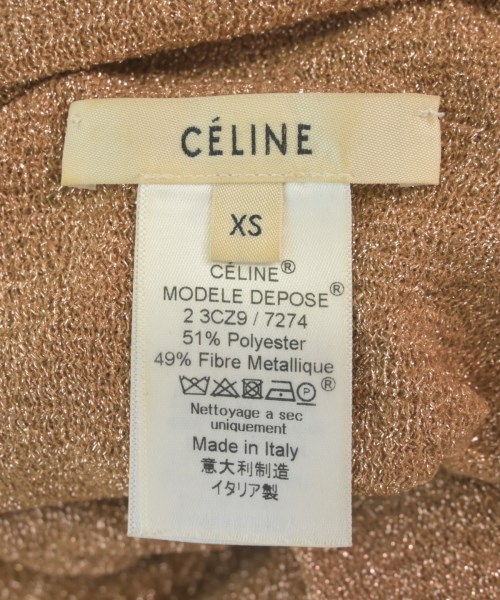 CÉLINE
XS
CÉLINE®
MODELE DEPOSE®
2 3CZ9 / 7274
51% Polyester
49% Fibre Metallique
P ®
Nettoyage a sec
uniquement
Made in Italy
意大利制造
イタリア製